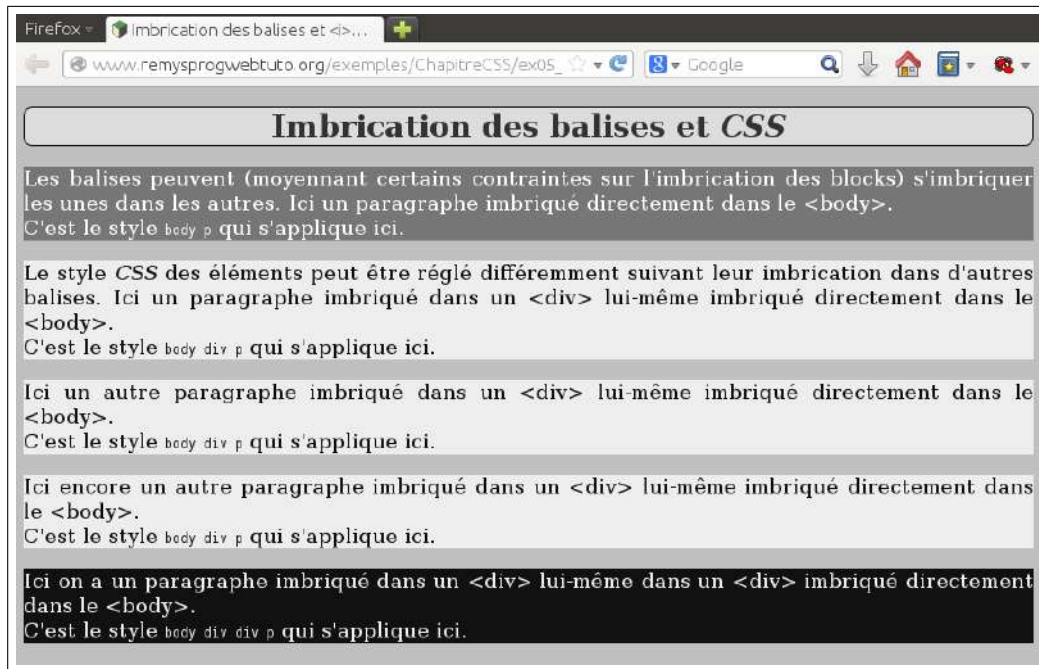 Firefox
Imbrication des balises et <i>...
www.remysprogwebtuto.org/exemples/ChapitreCSS/ex05_
8 Google
Imbrication des balises et CSS
Les balises peuvent (moyennant certains contraintes sur l'imbrication des blocks) s'imbriquer
les unes dans les autres. Ici un paragraphe imbriqué directement dans le <body>.
C'est le style body p qui s'applique ici.
Le style CSS des éléments peut être réglé différemment suivant leur imbrication dans d'autres
balises. Ici un paragraphe imbriqué dans un <div> lui-même imbriqué directement dans le
<body>.
C'est le style body div p qui s'applique ici.
Ici un autre paragraphe imbriqué dans un <div> lui-même imbriqué directement dans le
<body>.
C'est le style body div p qui s'applique ici.
Ici encore un autre paragraphe imbriqué dans un <div> lui-même imbriqué directement dans
le <body>.
C'est le style body div p qui s'applique ici.
Ici on a un paragraphe imbriqué dans un <div> lui-même dans un <div> imbriqué directement
dans le <body>.
C'est le style body div div p qui s'applique ici.